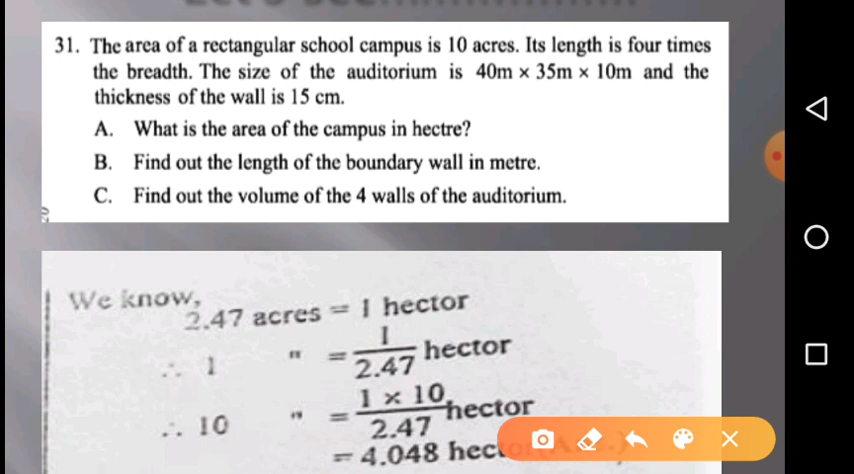 31. The area of a rectangular school campus is 10 acres. Its length is four times
the breadth. The size of the auditorium is 40m × 35m × 10m and the
thickness of the wall is 15 cm.
A. What is the area of the campus in hectre?
B. Find out the length of the boundary wall in metre.
C. Find out the volume of the 4 walls of the auditorium.
We know,
2.47 acres = 1 hector
∴ 1 " = 1/2.47 hector
∴ 10 " = 1 × 10/2.47 hector
= 4.048